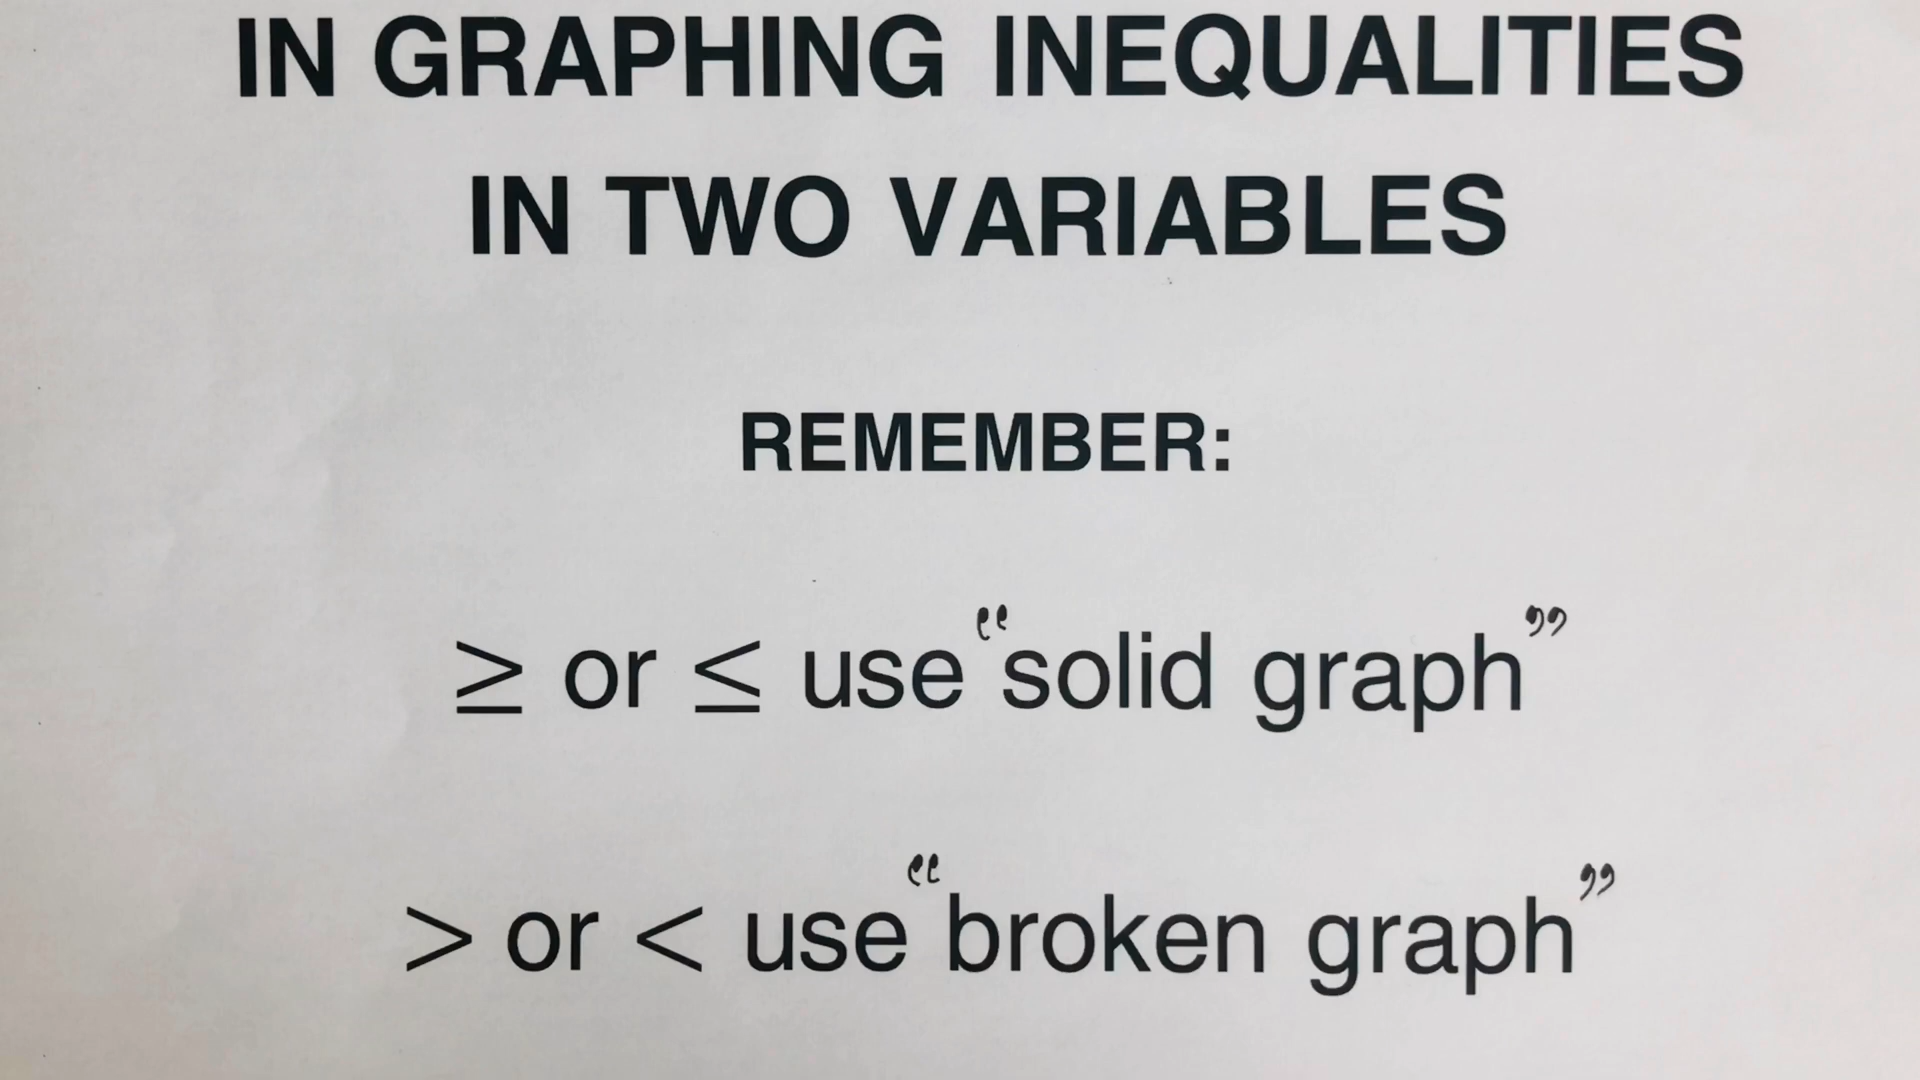 IN GRAPHING INEQUALITIES
IN TWO VARIABLES
REMEMBER:
≥ or ≤ use “solid graph”
> or < use “broken graph”